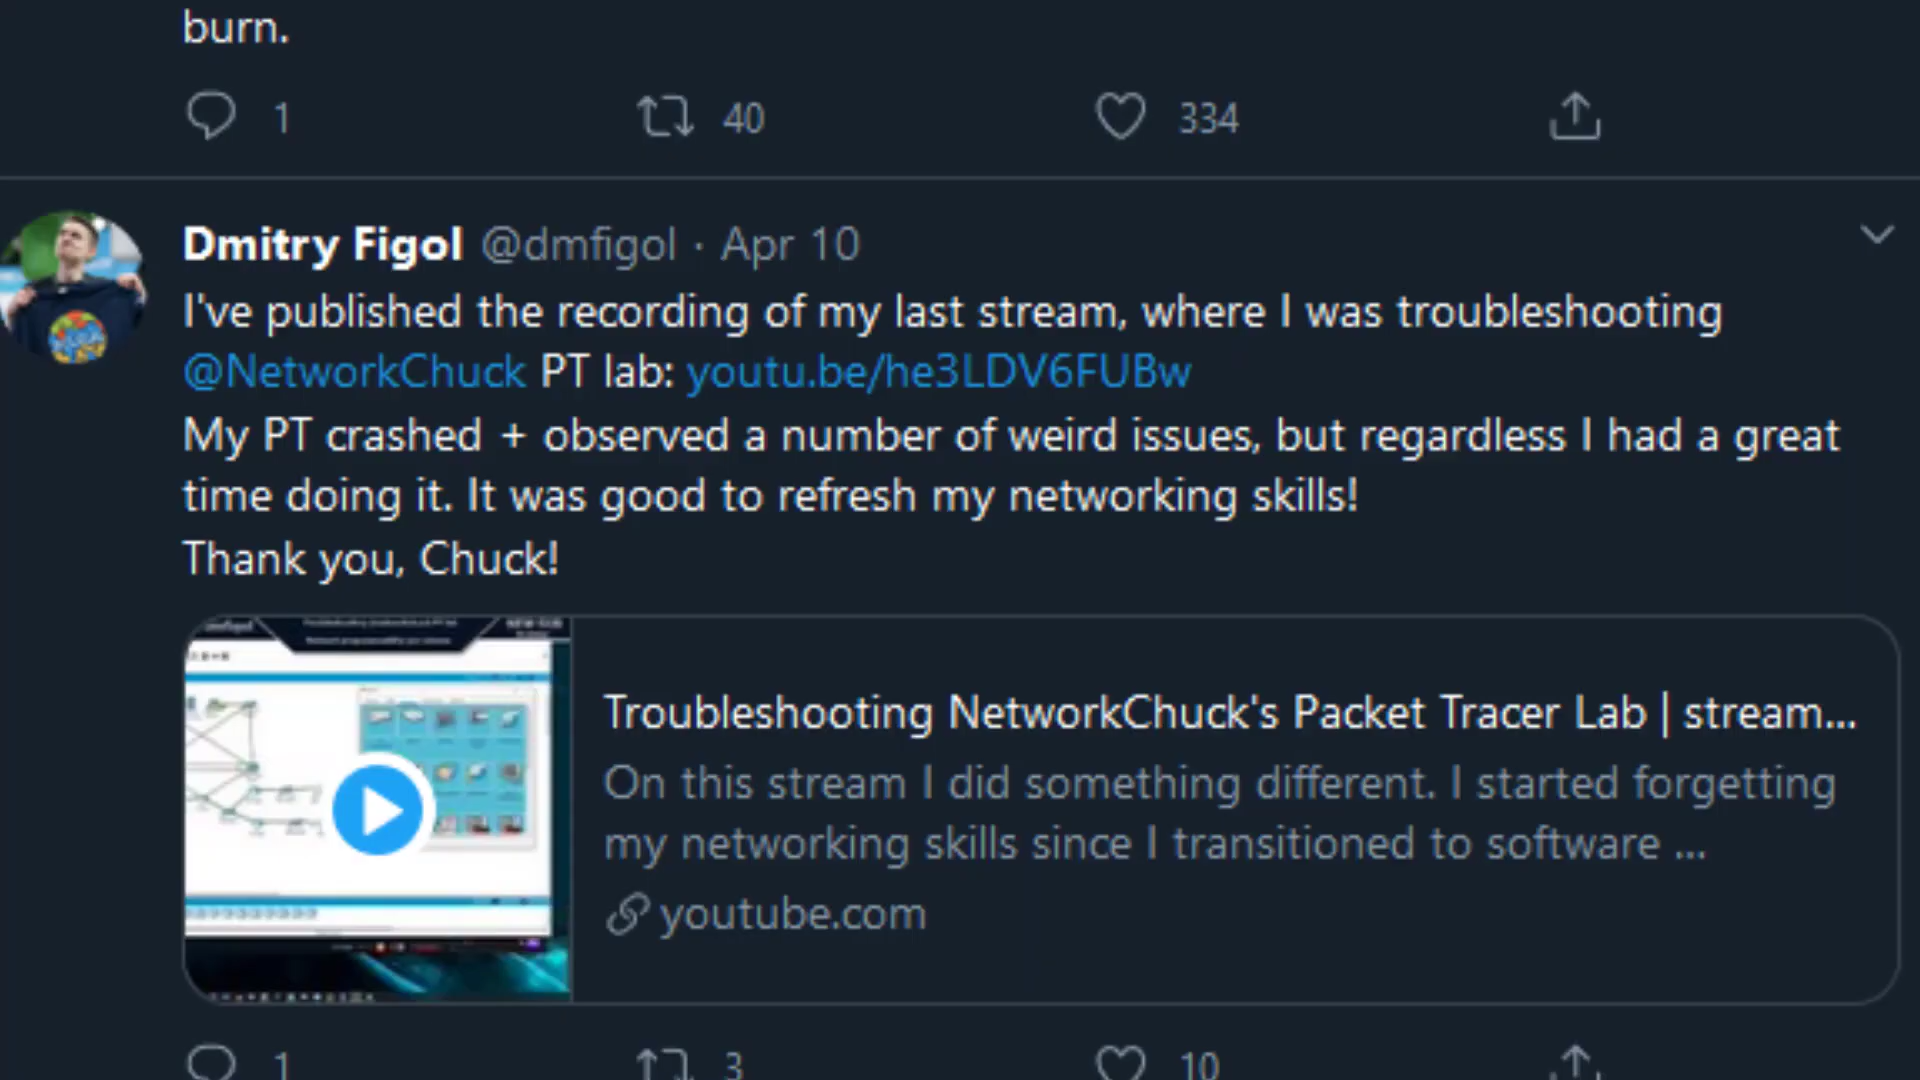 burn.
1 40 334
Dmitry Figol @dmfigol · Apr 10
I've published the recording of my last stream, where I was troubleshooting
@NetworkChuck PT lab: youtu.be/he3LDV6FUBw
My PT crashed + observed a number of weird issues, but regardless I had a great
time doing it. It was good to refresh my networking skills!
Thank you, Chuck!
Troubleshooting NetworkChuck's Packet Tracer Lab | stream...
On this stream I did something different. I started forgetting
my networking skills since I transitioned to software ...
youtube.com
1 3 10